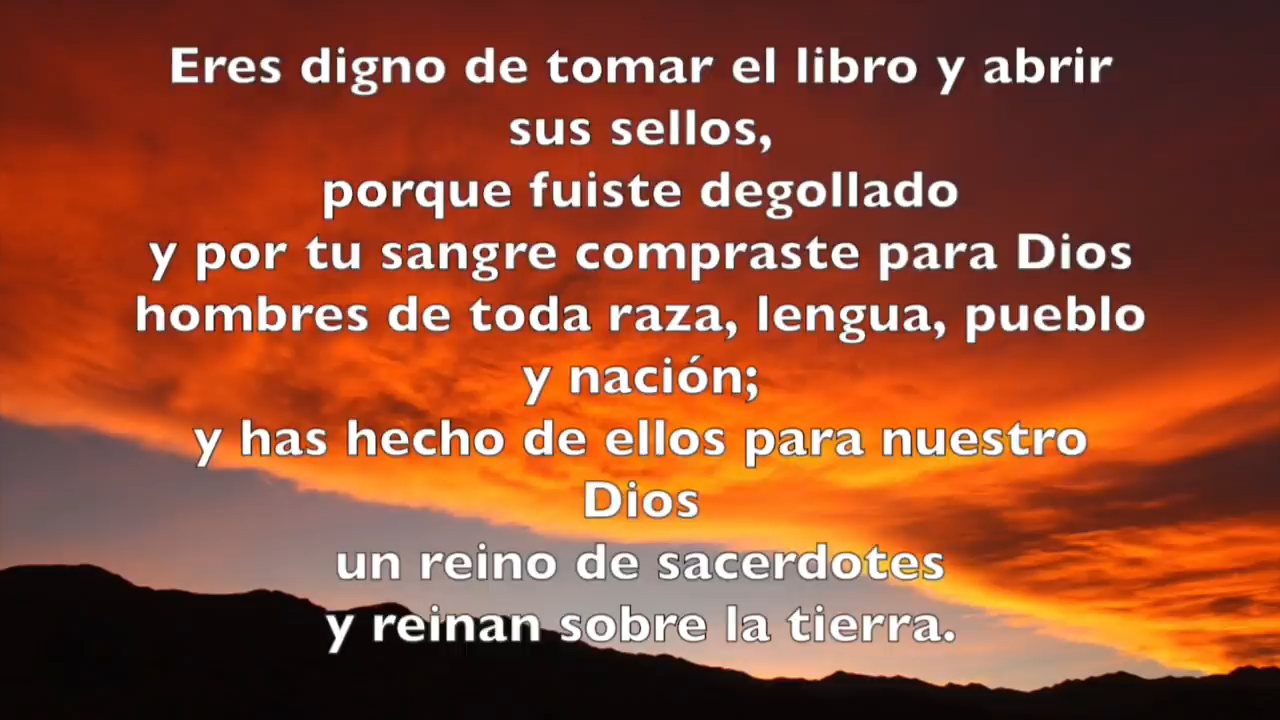 Eres digno de tomar el libro y abrir
sus sellos,
porque fuiste degollado
y por tu sangre compraste para Dios
hombres de toda raza, lengua, pueblo
y nación;
y has hecho de ellos para nuestro
Dios
un reino de sacerdotes
y reinan sobre la tierra.